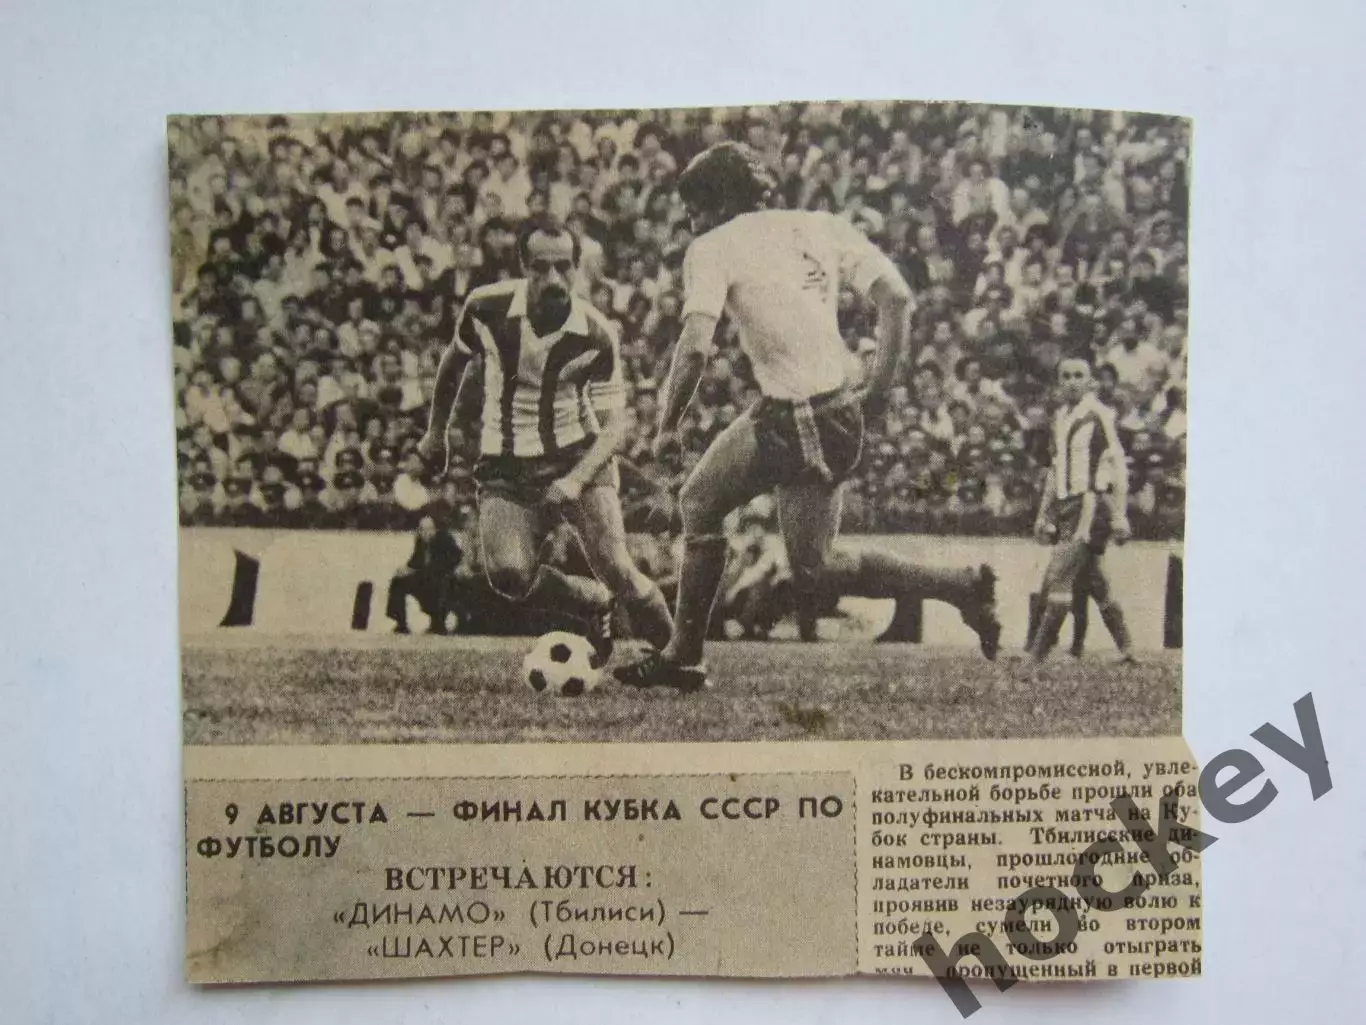 9 АВГУСТА — ФИНАЛ КУБКА СССР ПО
ФУТБОЛУ
ВСТРЕЧАЮТСЯ:
«ДИНАМО» (Тбилиси) —
«ШАХТЕР» (Донецк)
В бескомпромиссной, увле-
кательной борьбе прошли оба
полуфинальных матча на Ку-
бок страны. Тбилисские ди-
намовцы, прошлогодние об-
ладатели почетного приза,
проявив незаурядную волю к
победе, сумели во втором
тайме не только отыграть
мяч, пропущенный в первой
hockey